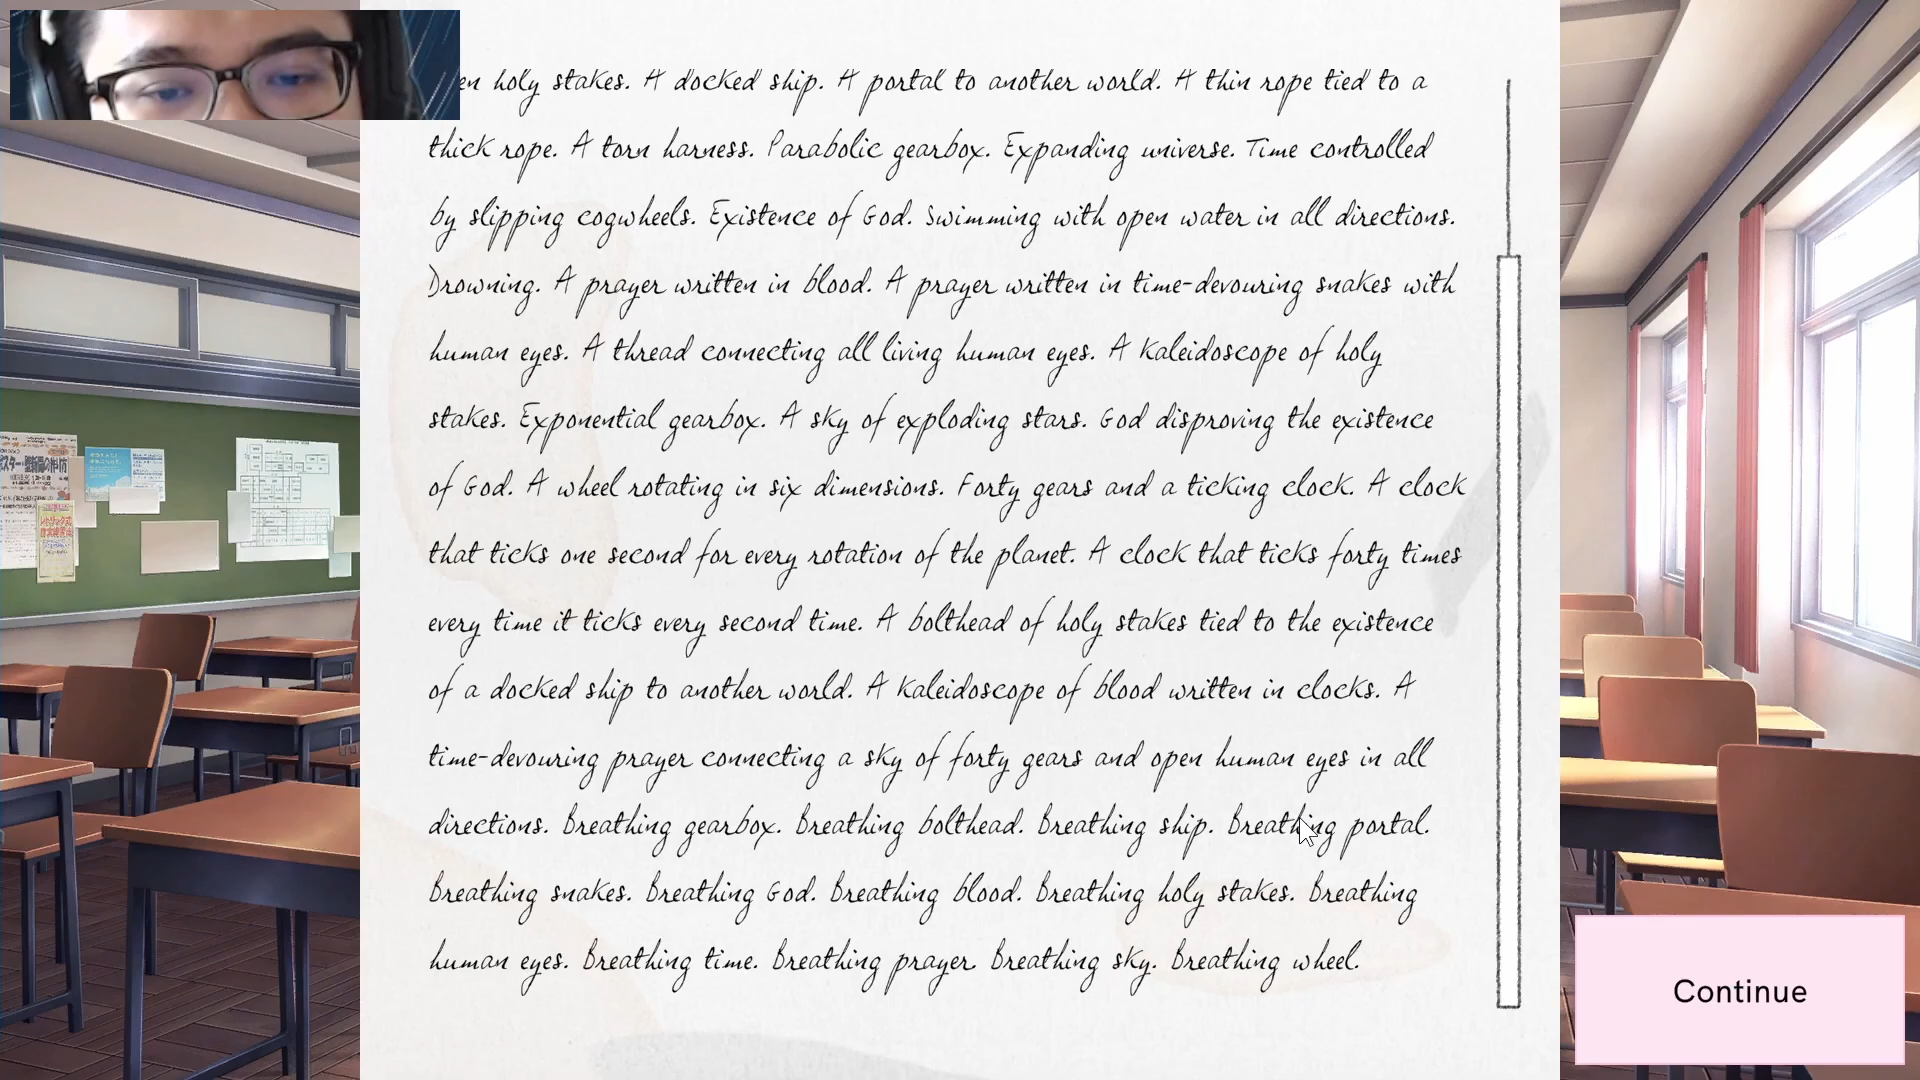 holy stakes. A docked ship. A portal to another world. A thin rope tied to a
thick rope. A torn harness. Parabolic gearbox. Expanding universe. Time controlled
by slipping cogwheels. Existence of God. Swimming with open water in all directions.
Drowning. A prayer written in blood. A prayer written in time-devouring snakes with
human eyes. A thread connecting all living human eyes. A kaleidoscope of holy
stakes. Exponential gearbox. A sky of exploding stars. God disproving the existence
of God. A wheel rotating in six dimensions. Forty gears and a ticking clock. A clock
that ticks one second for every rotation of the planet. A clock that ticks forty times
every time it ticks every second time. A bolthead of holy stakes tied to the existence
of a docked ship to another world. A kaleidoscope of blood written in clocks. A
time-devouring prayer connecting a sky of forty gears and open human eyes in all
directions. Breathing gearbox. Breathing bolthead. Breathing ship. Breathing portal.
Breathing snakes. Breathing God. Breathing blood. Breathing holy stakes. Breathing
human eyes. Breathing time. Breathing prayer. Breathing sky. Breathing wheel.
Continue